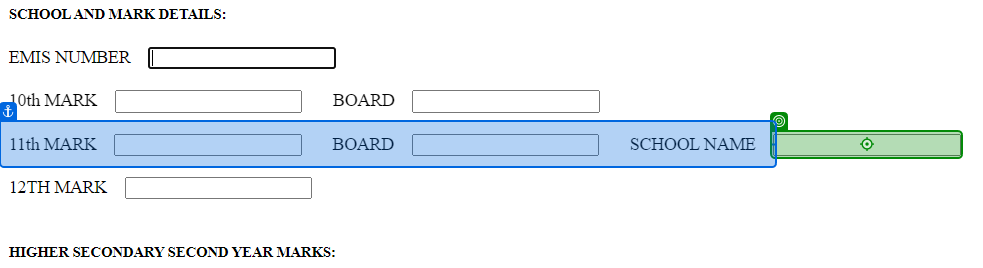 SCHOOL AND MARK DETAILS:
EMIS NUMBER
10th MARK BOARD
11th MARK BOARD SCHOOL NAME
12TH MARK
HIGHER SECONDARY SECOND YEAR MARKS: